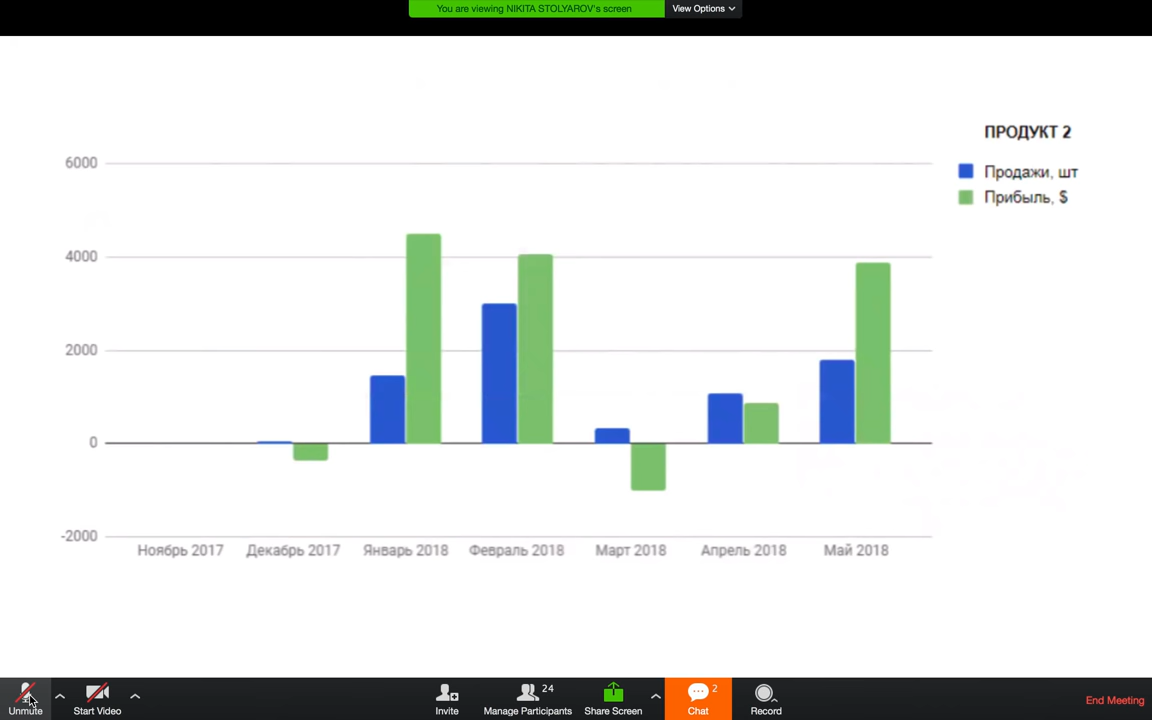 You are viewing NIKITA STOLYAROV's screen
View Options
ПРОДУКТ 2
Продажи, шт
Прибыль, $
6000
4000
2000
0
-2000
Ноябрь 2017 Декабрь 2017 Январь 2018 Февраль 2018 Март 2018 Апрель 2018 Май 2018
24
2
Unmute Start Video Invite Manage Participants Share Screen Chat Record End Meeting